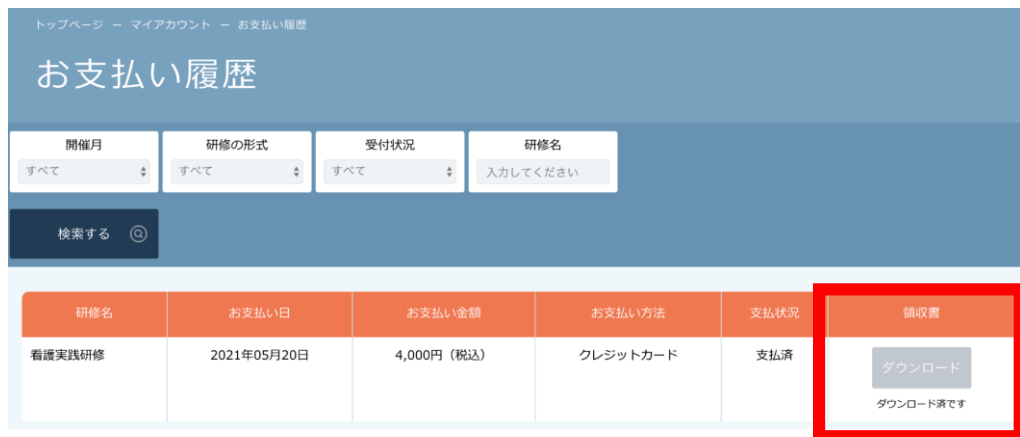 トップページ － マイアカウント － お支払い履歴
お支払い履歴
開催月 研修の形式 受付状況 研修名
すべて すべて すべて 入力してください
検索する
研修名 お支払い日 お支払い金額 お支払い方法 支払状況 領収書
看護実践研修 2021年05月20日 4,000円（税込） クレジットカード 支払済
ダウンロード
ダウンロード済です